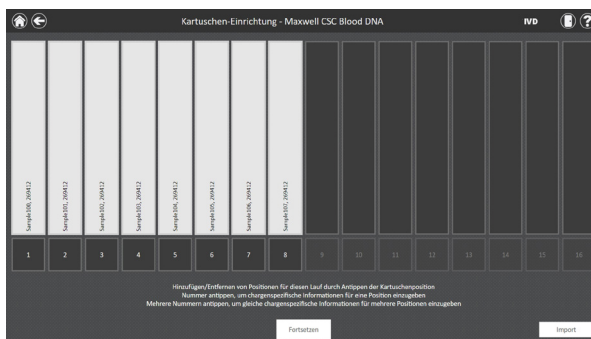 Kartuschen-Einrichtung - Maxwell CSC Blood DNA
IVD
?
Sample100, 269412
Sample101, 269412
Sample102, 269412
Sample103, 269412
Sample104, 269412
Sample105, 269412
Sample106, 269412
Sample107, 269412
1 2 3 4 5 6 7 8 9 10 11 12 13 14 15 16
Hinzufügen/Entfernen von Positionen für diesen Lauf durch Antippen der Kartuschenposition
Nummer antippen, um chargenspezifische Informationen für eine Position einzugeben
Mehrere Nummern antippen, um gleiche chargenspezifische Informationen für mehrere Positionen einzugeben
Fortsetzen
Import